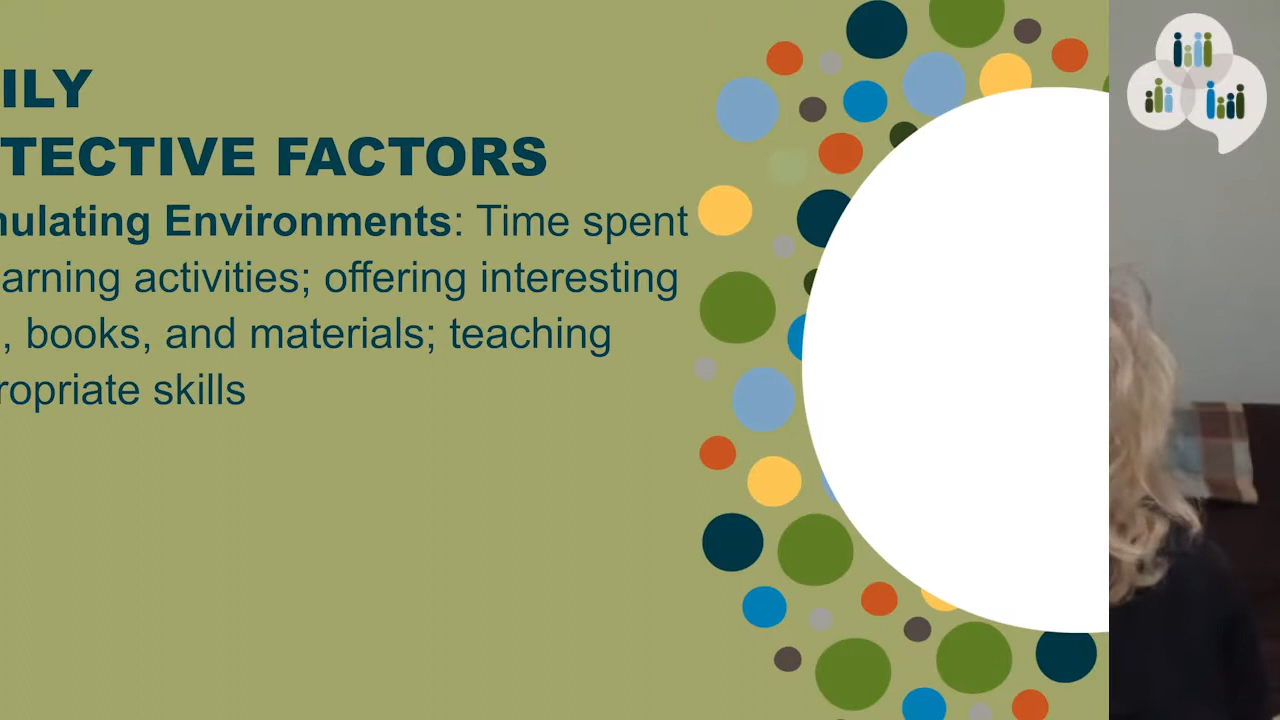 ILY
TECTIVE FACTORS
nulating Environments: Time spent
arning activities; offering interesting
, books, and materials; teaching
ropriate skills